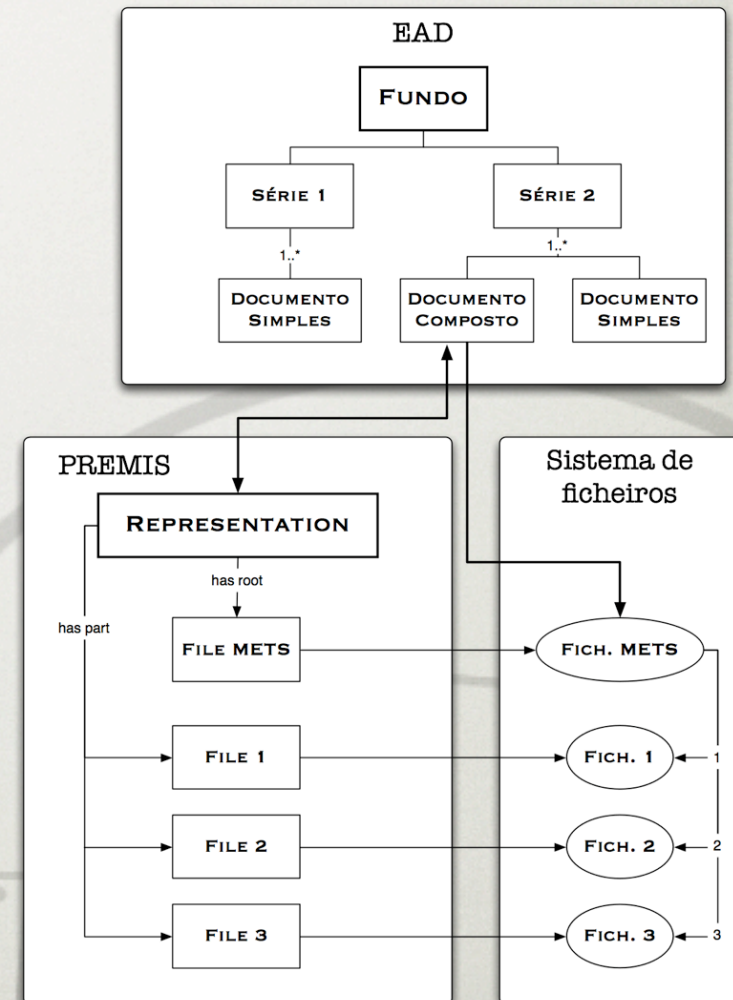 EAD
FUNDO
SÉRIE 1
SÉRIE 2
1..*
1..*
DOCUMENTO
SIMPLES
DOCUMENTO
COMPOSTO
DOCUMENTO
SIMPLES
PREMIS
REPRESENTATION
has root
has part
FILE METS
FILE 1
FILE 2
FILE 3
Sistema de
ficheiros
FICH. METS
FICH. 1
1
FICH. 2
2
FICH. 3
3